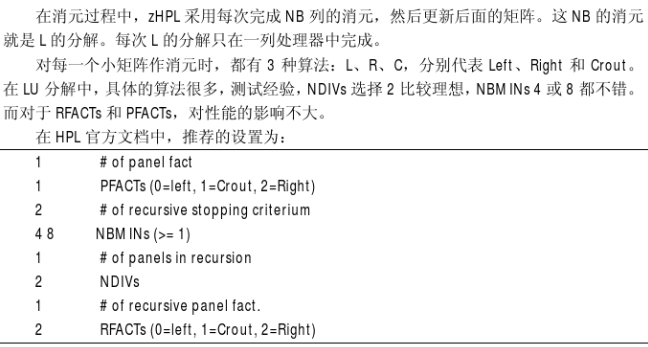 在消元过程中，zHPL 采用每次完成 NB 列的消元，然后更新后面的矩阵。这 NB 的消元
就是 L 的分解。每次 L 的分解只在一列处理器中完成。
对每一个小矩阵作消元时，都有 3 种算法：L、R、C，分别代表 Left、Right 和 Crout。
在 LU 分解中，具体的算法很多，测试经验，NDIVs 选择 2 比较理想，NBMINs 4 或 8 都不错。
而对于 RFACTs 和 PFACTs，对性能的影响不大。
在 HPL 官方文档中，推荐的设置为：
1 # of panel fact
1 PFACTs (0=left, 1=Crout, 2=Right)
2 # of recursive stopping criterium
4 8 NBMINs (>= 1)
1 # of panels in recursion
2 NDIVs
1 # of recursive panel fact.
2 RFACTs (0=left, 1=Crout, 2=Right)